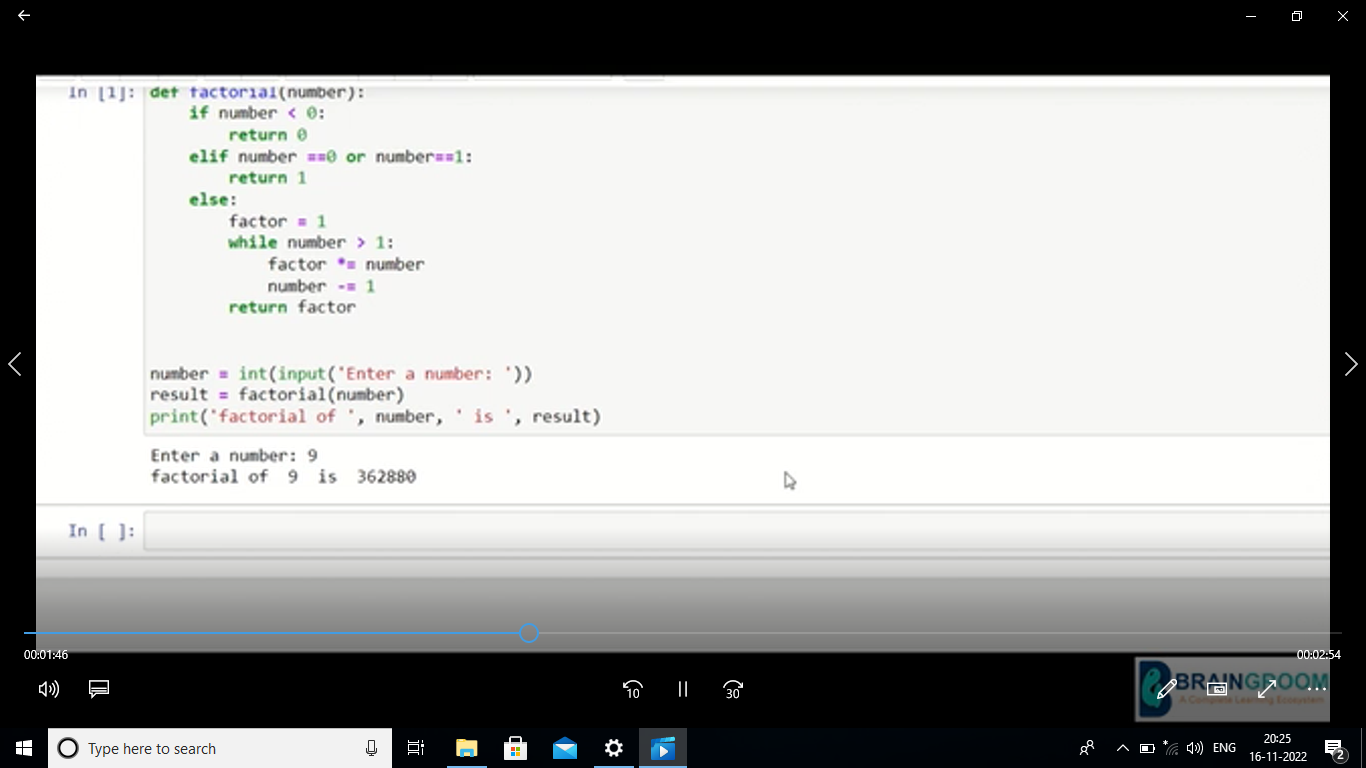 In [1]: def factorial(number):
if number < 0:
return 0
elif number ==0 or number==1:
return 1
else:
factor = 1
while number > 1:
factor *= number
number -= 1
return factor
number = int(input('Enter a number: '))
result = factorial(number)
print('factorial of ', number, ' is ', result)
Enter a number: 9
factorial of  9  is  362880
In [ ]:
00:01:46
00:02:54
10
30
BRAINGROOM
A Complete Learning Ecosystem
Type here to search
ENG
20:25
16-11-2022
2